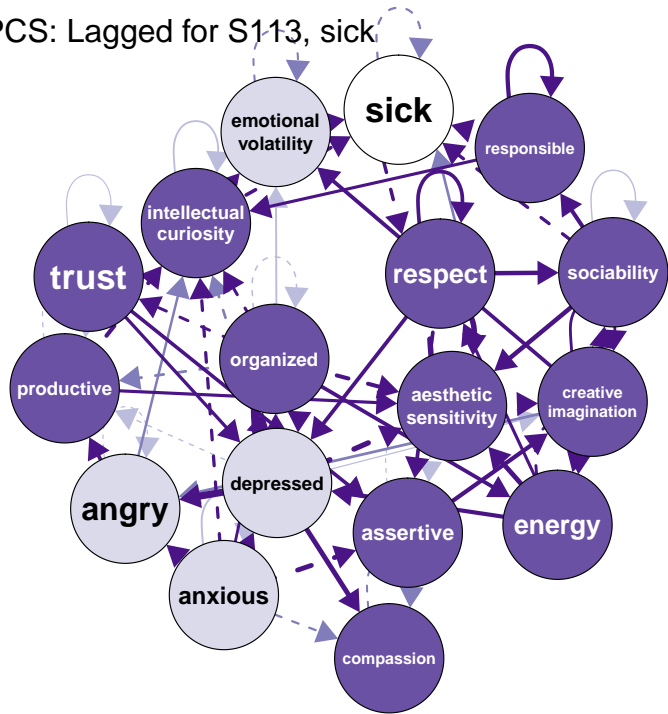 PCS: Lagged for S113, sick
sick
emotional
volatility
responsible
intellectual
curiosity
trust
respect
sociability
organized
productive
aesthetic
sensitivity
creative
imagination
depressed
angry
assertive
energy
anxious
compassion